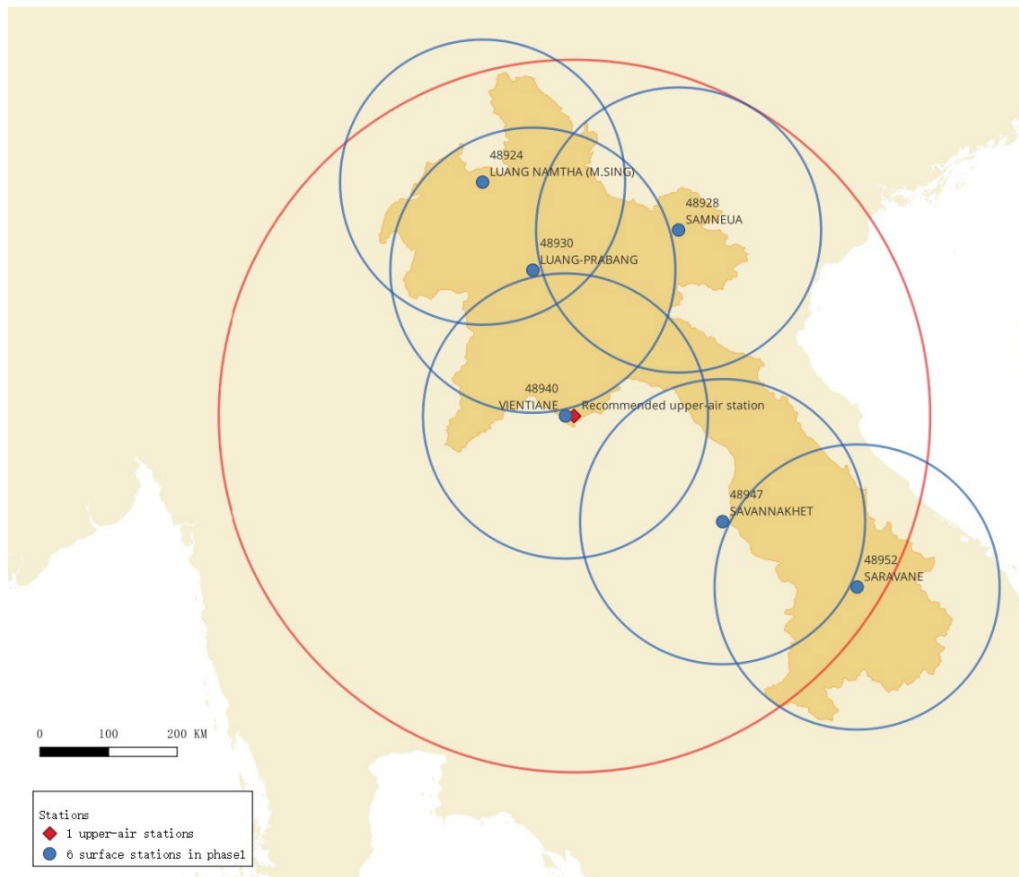 48924
LUANG NAMTHA (M.SING)
48928
SAMNEUA
48930
LUANG-PRABANG
48940
VIENTIANE
Recommended upper-air station
48947
SAVANNAKHET
48952
SARAVANE
0 100 200 KM
Stations
1 upper-air stations
6 surface stations in phase1